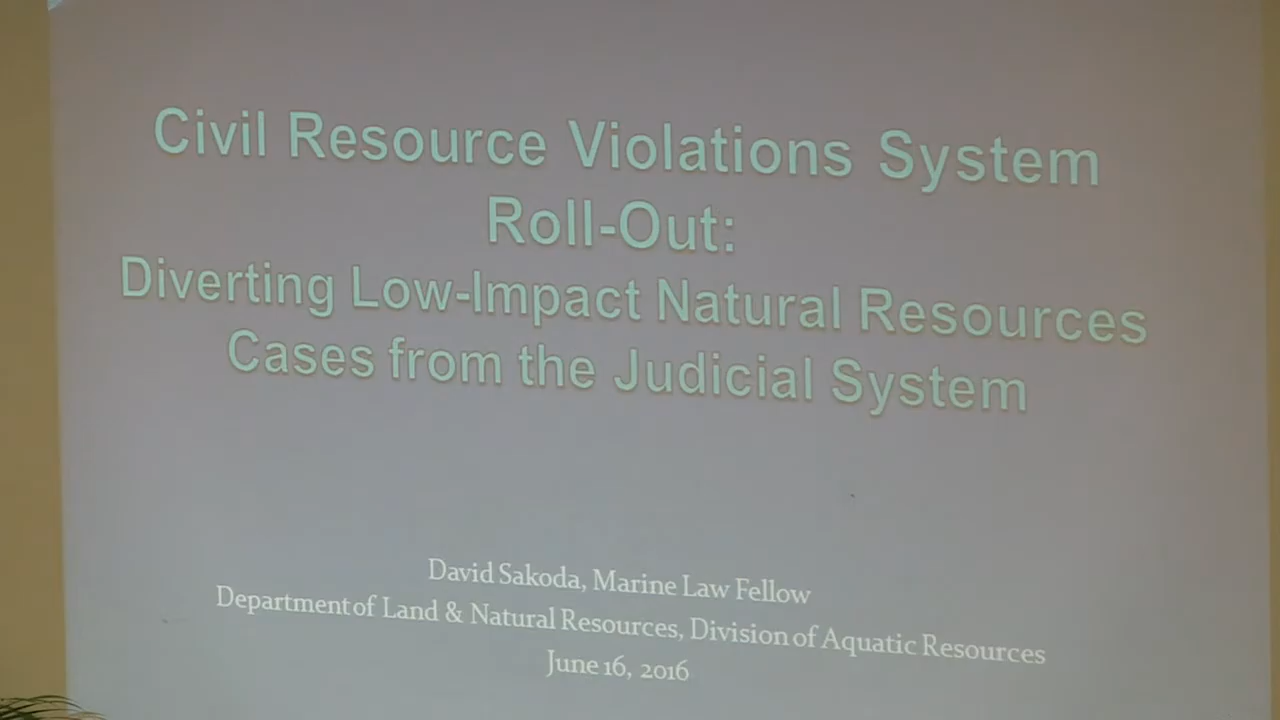 Civil Resource Violations System
Roll-Out:
Diverting Low-Impact Natural Resources
Cases from the Judicial System
David Sakoda, Marine Law Fellow
Department of Land & Natural Resources, Division of Aquatic Resources
June 16, 2016